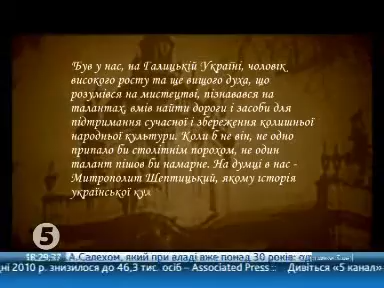 Був у нас, на Галицькій Україні, чоловік
високого росту та ще вищого духа, що
розумівся на мистецтві, пізнавався на
талантах, вмів найти дороги і засоби для
підтримання сучасної і збереження колишньої
народньої культури. Коли б не він, не одно
припало би столітнім порохом, не один
талант пішов би намарне. На думці в нас -
Митрополит Шептицький, якому історія
української ку
5
18:29:37 А.Салехом, який при владі вже понад 30 років: од
дні 2010 р. знизилося до 46,3 тис. осіб – Associated Press :: Дивіться «5 канал»